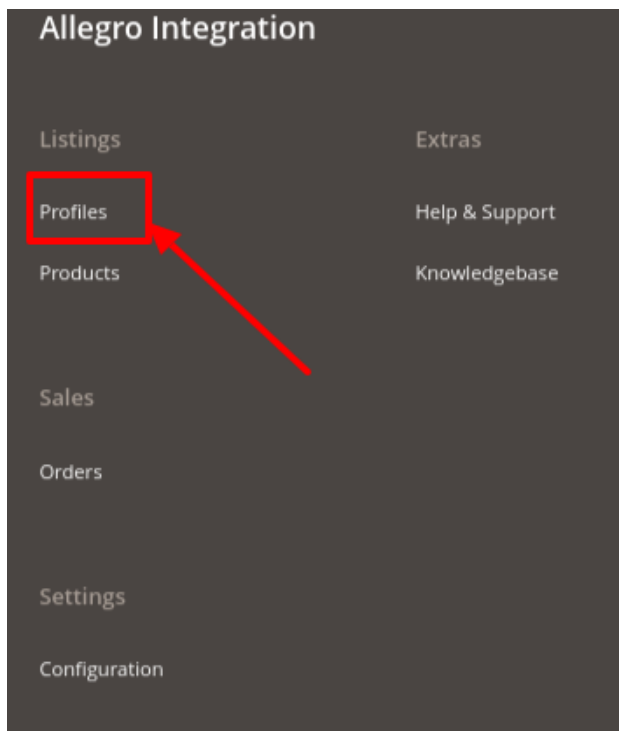 Allegro Integration
Listings
Profiles
Products
Sales
Orders
Settings
Configuration
Extras
Help & Support
Knowledgebase